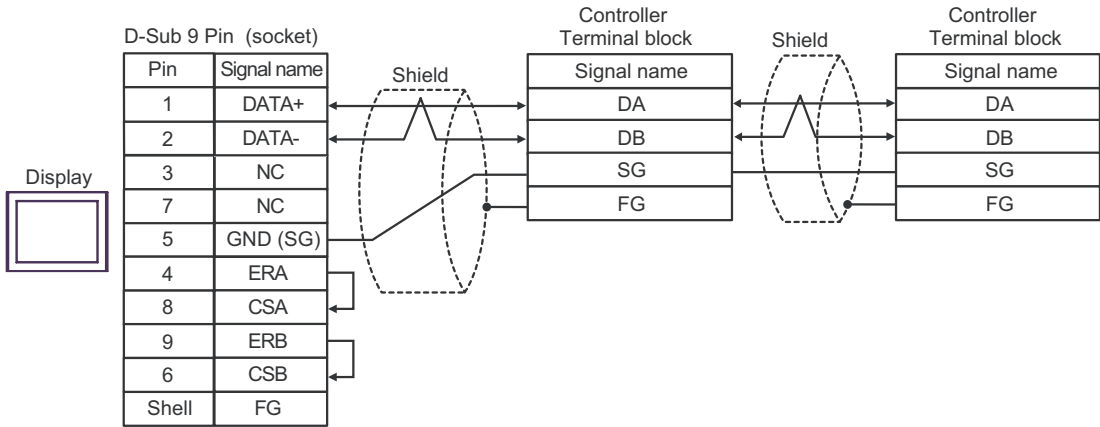 Display
D-Sub 9 Pin (socket)
Pin Signal name
1 DATA+
2 DATA-
3 NC
7 NC
5 GND (SG)
4 ERA
8 CSA
9 ERB
6 CSB
Shell FG
Shield
Controller
Terminal block
Signal name
DA
DB
SG
FG
Shield
Controller
Terminal block
Signal name
DA
DB
SG
FG